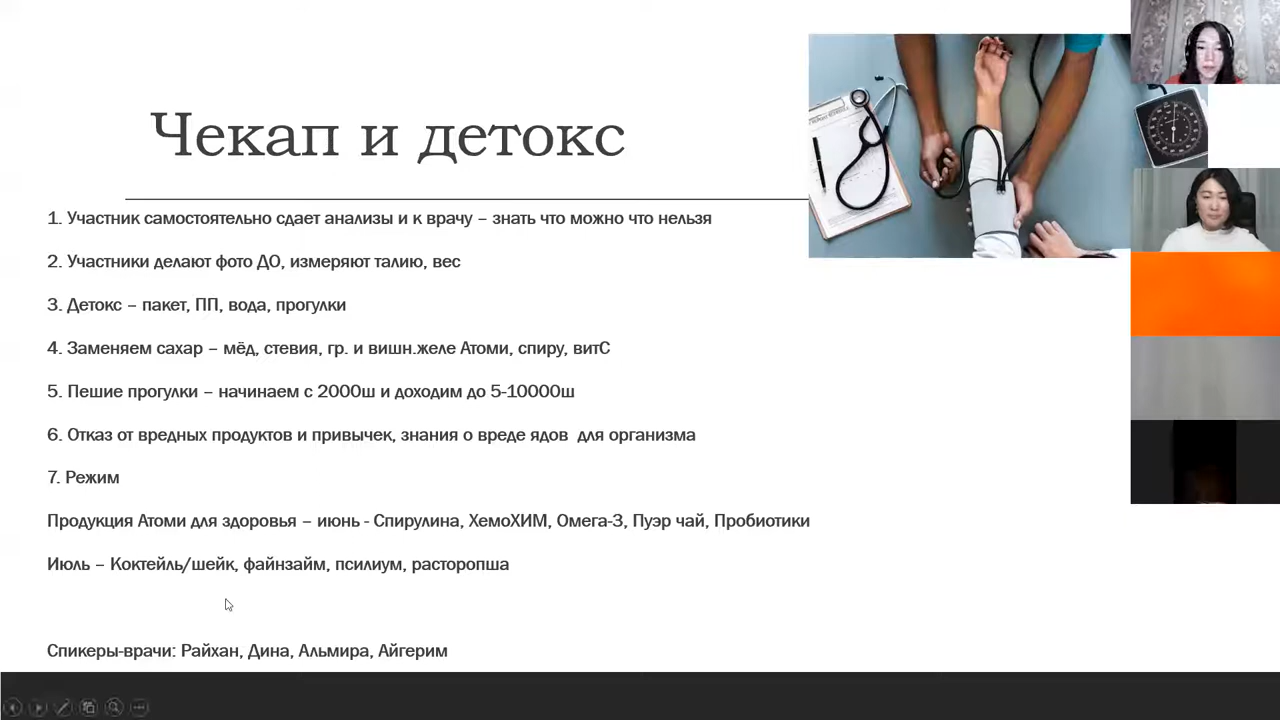 Чекап и детокс
1. Участник самостоятельно сдает анализы и к врачу – знать что можно что нельзя
2. Участники делают фото ДО, измеряют талию, вес
3. Детокс – пакет, ПП, вода, прогулки
4. Заменяем сахар – мёд, стевия, гр. и вишн.желе Атоми, спиру, витС
5. Пешие прогулки – начинаем с 2000ш и доходим до 5-10000ш
6. Отказ от вредных продуктов и привычек, знания о вреде ядов  для организма
7. Режим
Продукция Атоми для здоровья – июнь - Спирулина, ХемоХИМ, Омега-3, Пуэр чай, Пробиотики
Июль – Коктейль/шейк, файнзайм, псилиум, расторопша
Спикеры-врачи: Райхан, Дина, Альмира, Айгерим